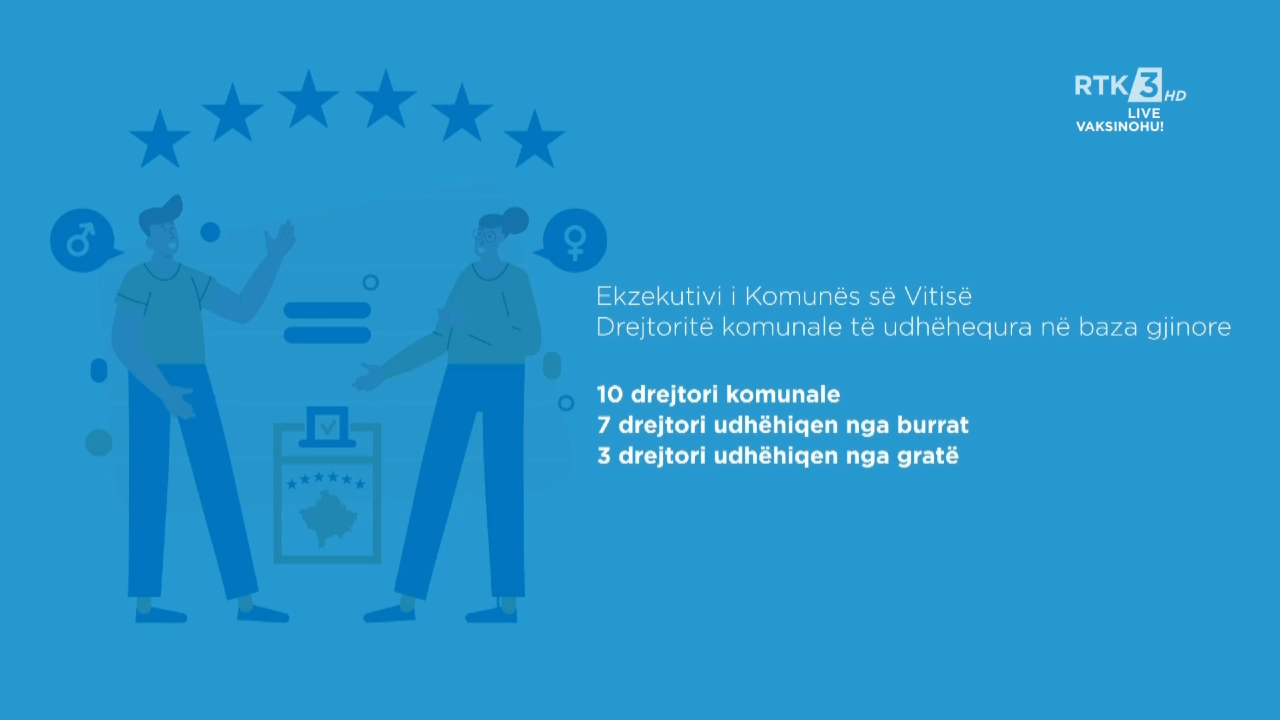 RTK 3 HD
LIVE
VAKSINOHU!
Ekzekutivi i Komunës së Vitisë
Drejtoritë komunale të udhëhequra në baza gjinore
10 drejtori komunale
7 drejtori udhëhiqen nga burrat
3 drejtori udhëhiqen nga gratë